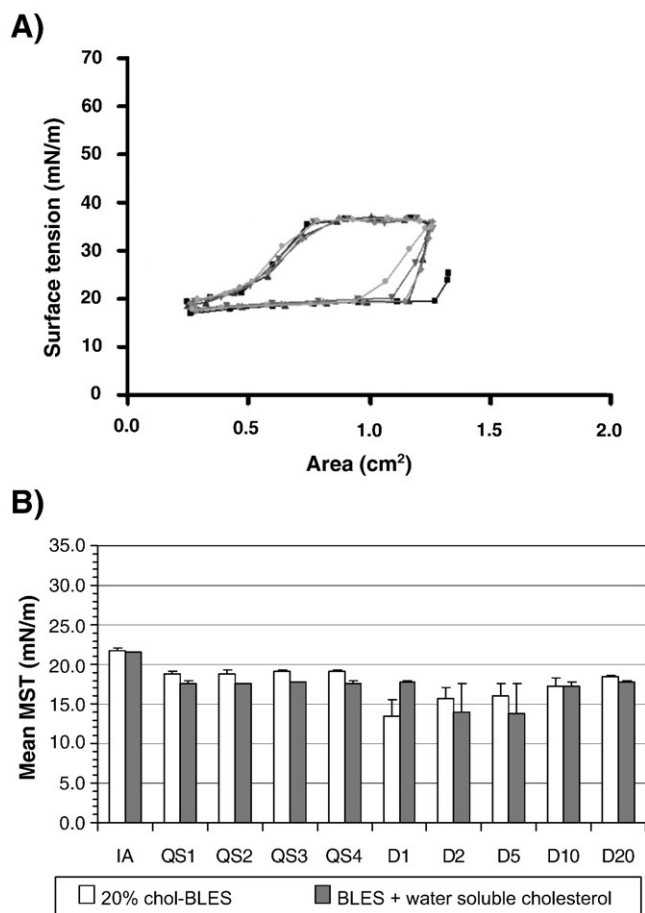 A)
Surface tension (mN/m)
70
60
50
40
30
20
10
0
0.0 0.5 1.0 1.5 2.0
Area (cm²)
B)
Mean MST (mN/m)
35.0
30.0
25.0
20.0
15.0
10.0
5.0
0.0
IA QS1 QS2 QS3 QS4 D1 D2 D5 D10 D20
20% chol-BLES BLES + water soluble cholesterol